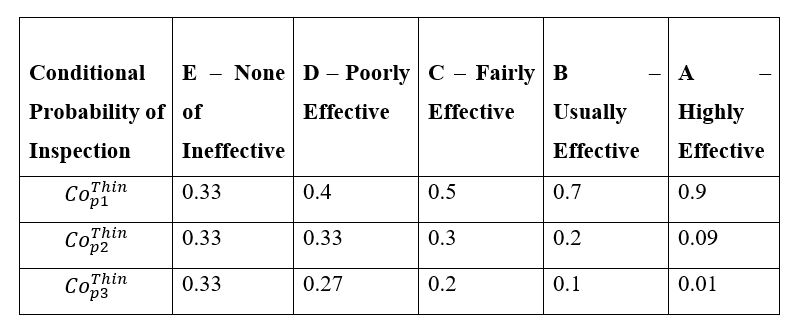 Conditional Probability of Inspection | E – None of Ineffective | D – Poorly Effective | C – Fairly Effective | B – Usually Effective | A – Highly Effective
Co_{p1}^{Thin} | 0.33 | 0.4 | 0.5 | 0.7 | 0.9
Co_{p2}^{Thin} | 0.33 | 0.33 | 0.3 | 0.2 | 0.09
Co_{p3}^{Thin} | 0.33 | 0.27 | 0.2 | 0.1 | 0.01